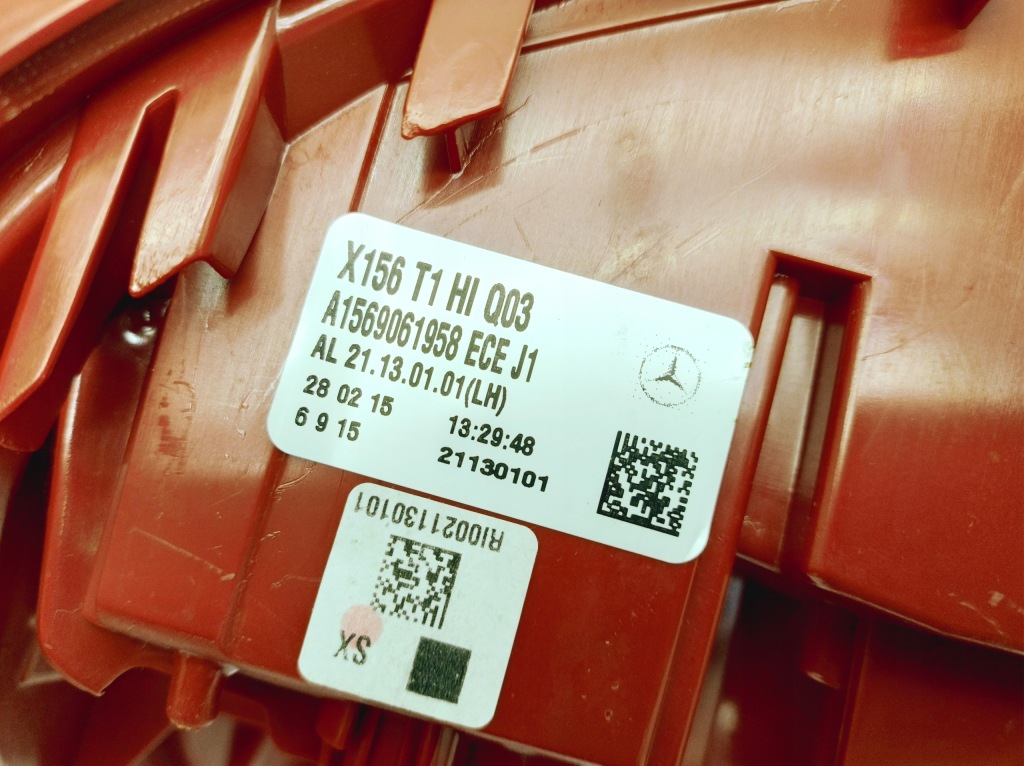 X156 T1 HI Q03
A1569061958 ECE J1
AL 21.13.01.01(LH)
28 02 15 13:29:48
6 9 15 21130101
RI0021130101
SX